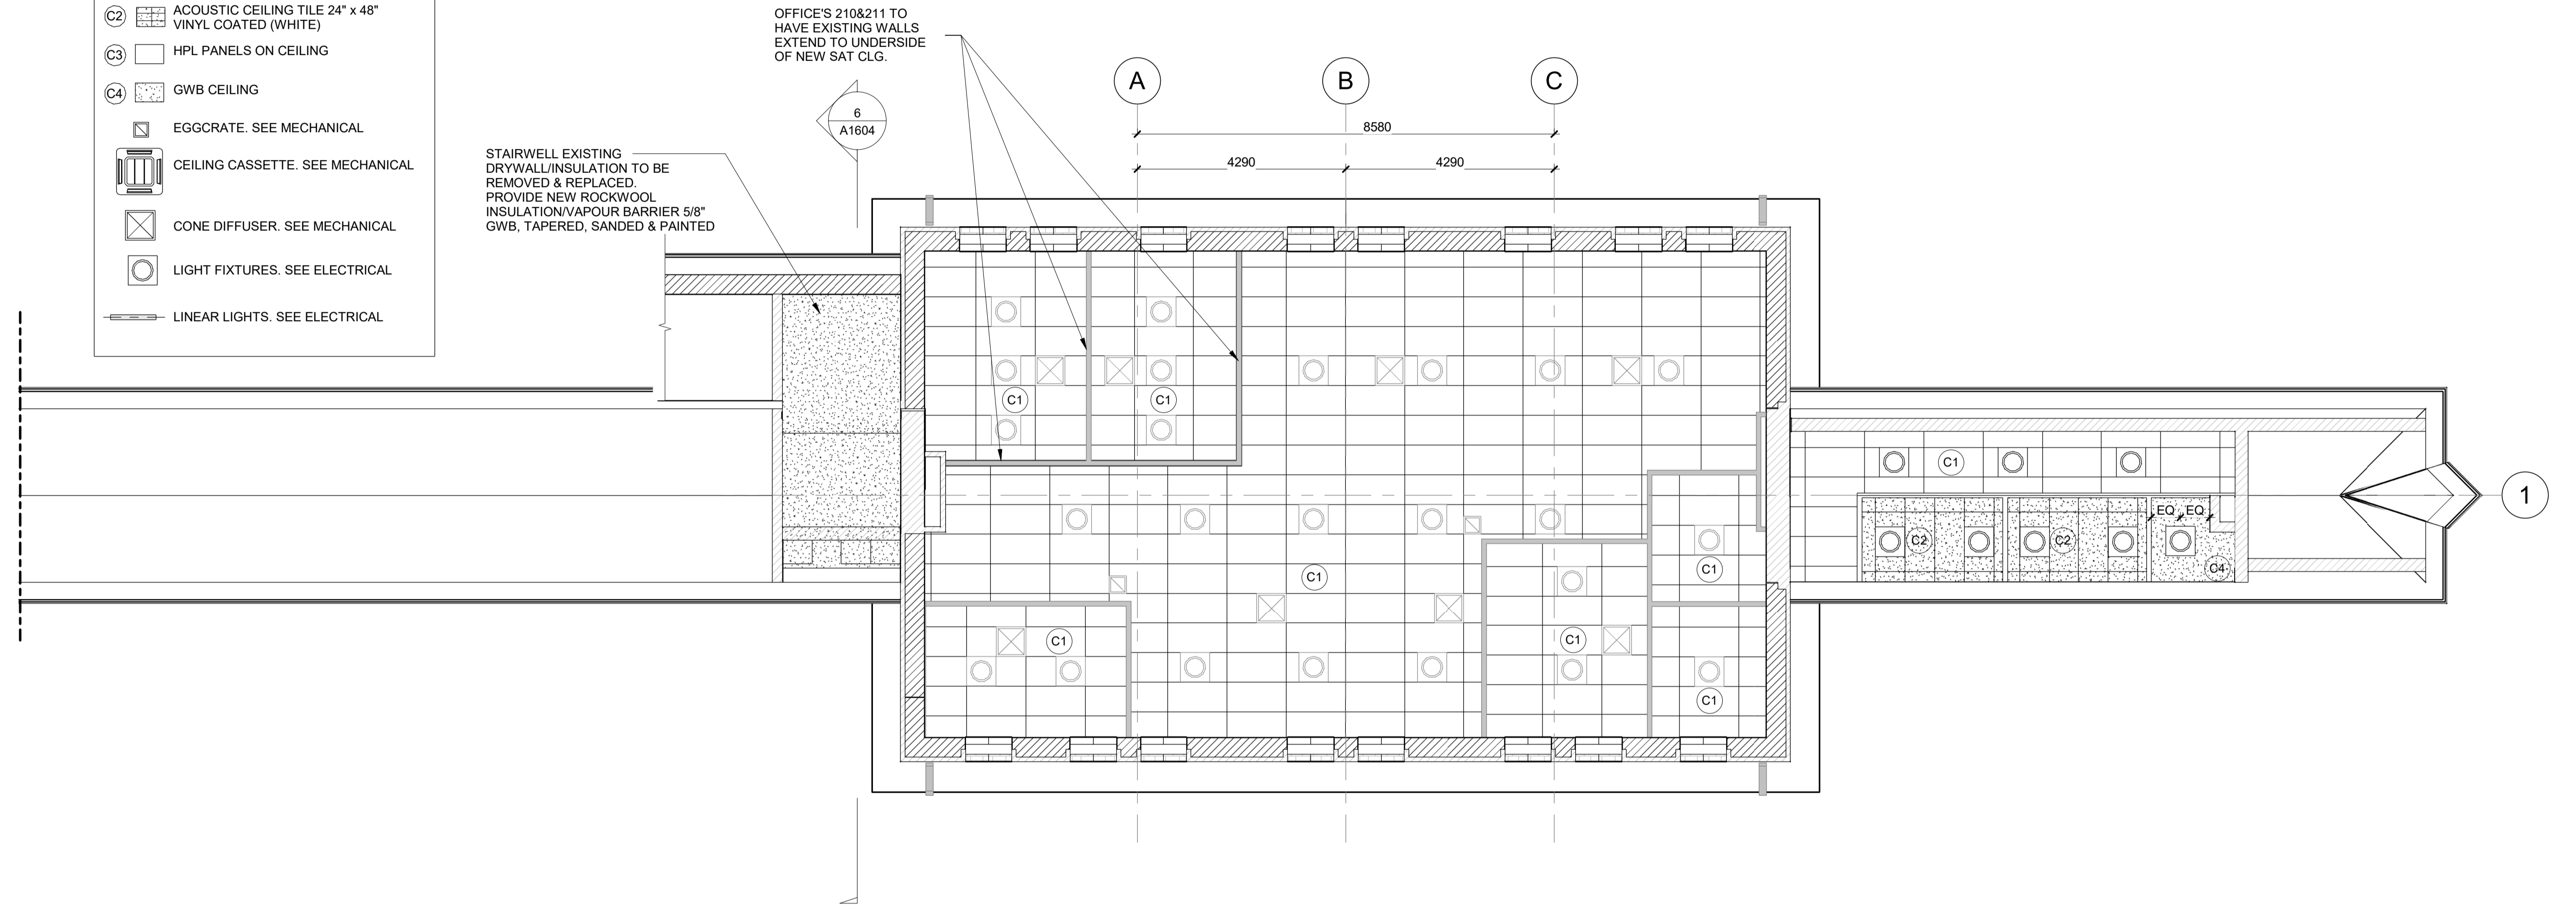 C2
ACOUSTIC CEILING TILE 24" x 48"
VINYL COATED (WHITE)
C3
HPL PANELS ON CEILING
C4
GWB CEILING
EGGCRATE. SEE MECHANICAL
CEILING CASSETTE. SEE MECHANICAL
CONE DIFFUSER. SEE MECHANICAL
LIGHT FIXTURES. SEE ELECTRICAL
LINEAR LIGHTS. SEE ELECTRICAL
STAIRWELL EXISTING
DRYWALL/INSULATION TO BE
REMOVED & REPLACED.
PROVIDE NEW ROCKWOOL
INSULATION/VAPOUR BARRIER 5/8"
GWB, TAPERED, SANDED & PAINTED
OFFICE'S 210&211 TO
HAVE EXISTING WALLS
EXTEND TO UNDERSIDE
OF NEW SAT CLG.
6
A1604
A
B
C
8580
4290
4290
C1
C1
C1
C1
C1
C1
C1
C1
C2
C2
EQ
EQ
C4
1